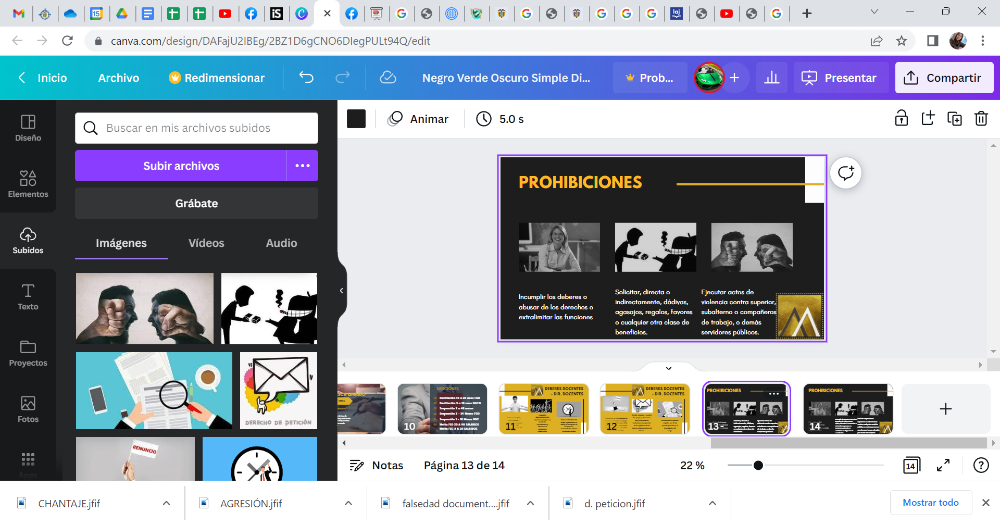 canva.com/design/DAFajU2IBEg/2BZ1D6gCNO6DIegPULt94Q/edit
Inicio
Archivo
Redimensionar
Negro Verde Oscuro Simple Di...
Prob...
Presentar
Compartir
Diseño
Elementos
Subidos
Texto
Proyectos
Fotos
Apps
Buscar en mis archivos subidos
Subir archivos
Grábate
Imágenes
Vídeos
Audio
DERECHO DE PETICIÓN
RENUNCIO
Animar
5.0 s
PROHIBICIONES
Incumplir los deberes o
abusar de los derechos o
extralimitar las funciones
Solicitar, directa o
indirectamente, dádivas,
agasajos, regalos, favores
o cualquier otra clase de
beneficios.
Ejecutar actos de
violencia contra superior,
subalterno o compañeros
de trabajo, o demás
servidores públicos.
SANCIONES
10
DEBERES DOCENTES
- DIR. DOCENTES
11
DEBERES DOCENTES
- DIR. DOCENTES
12
PROHIBICIONES
13
PROHIBICIONES
14
Notas
Página 13 de 14
22 %
14
CHANTAJE.jfif
AGRESIÓN.jfif
falsedad document....jfif
d. peticion.jfif
Mostrar todo